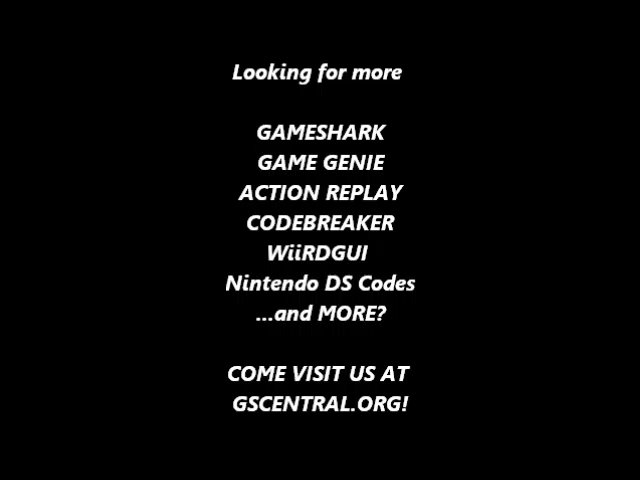 Looking for more
GAMESHARK
GAME GENIE
ACTION REPLAY
CODEBREAKER
WiiRDGUI
Nintendo DS Codes
...and MORE?
COME VISIT US AT
GSCENTRAL.ORG!